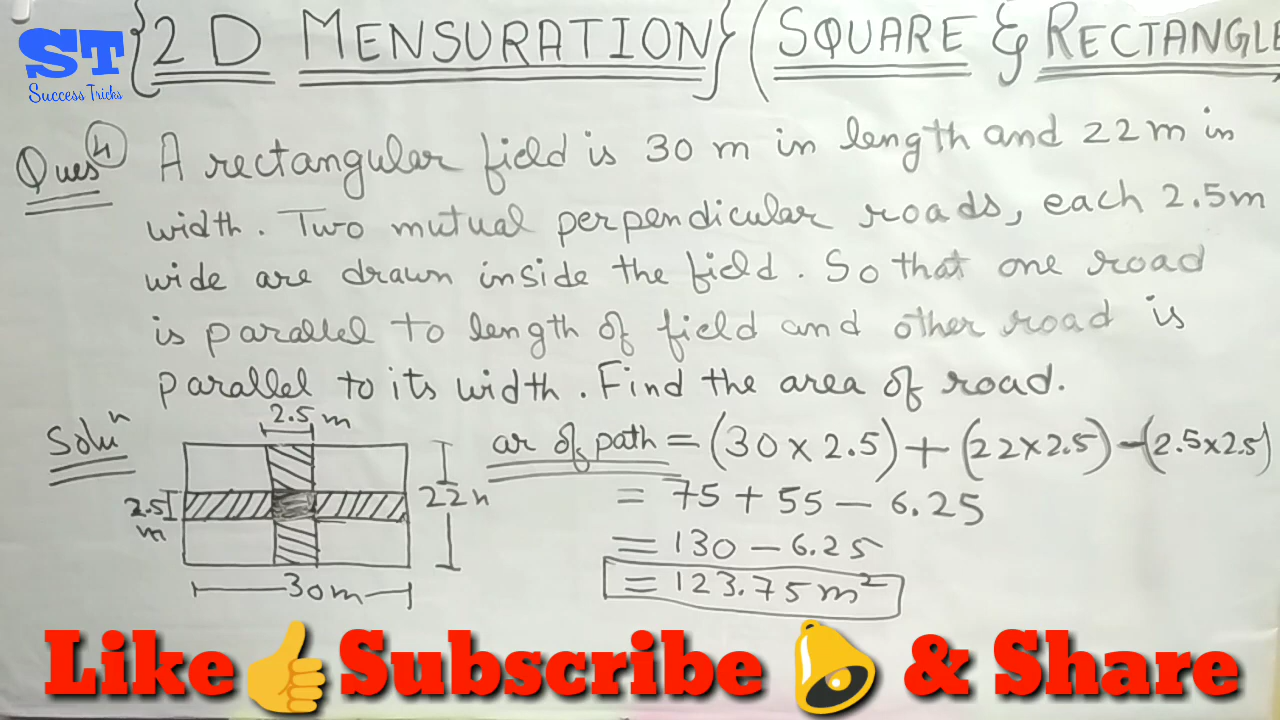 ST
Success Tricks
{2 D MENSURATION} (SQUARE & RECTANGLE
Ques 4 A rectangular field is 30 m in length and 22 m in
width. Two mutual perpendicular roads, each 2.5m
wide are drawn inside the field. So that one road
is parallel to length of field and other road is
parallel to its width. Find the area of road.
Soluⁿ
2.5 m
2.5
m
22 m
30m
ar of path = (30 × 2.5) + (22×2.5) - (2.5×2.5)
= 75 + 55 - 6.25
= 130 - 6.25
= 123.75 m²
Like Subscribe & Share